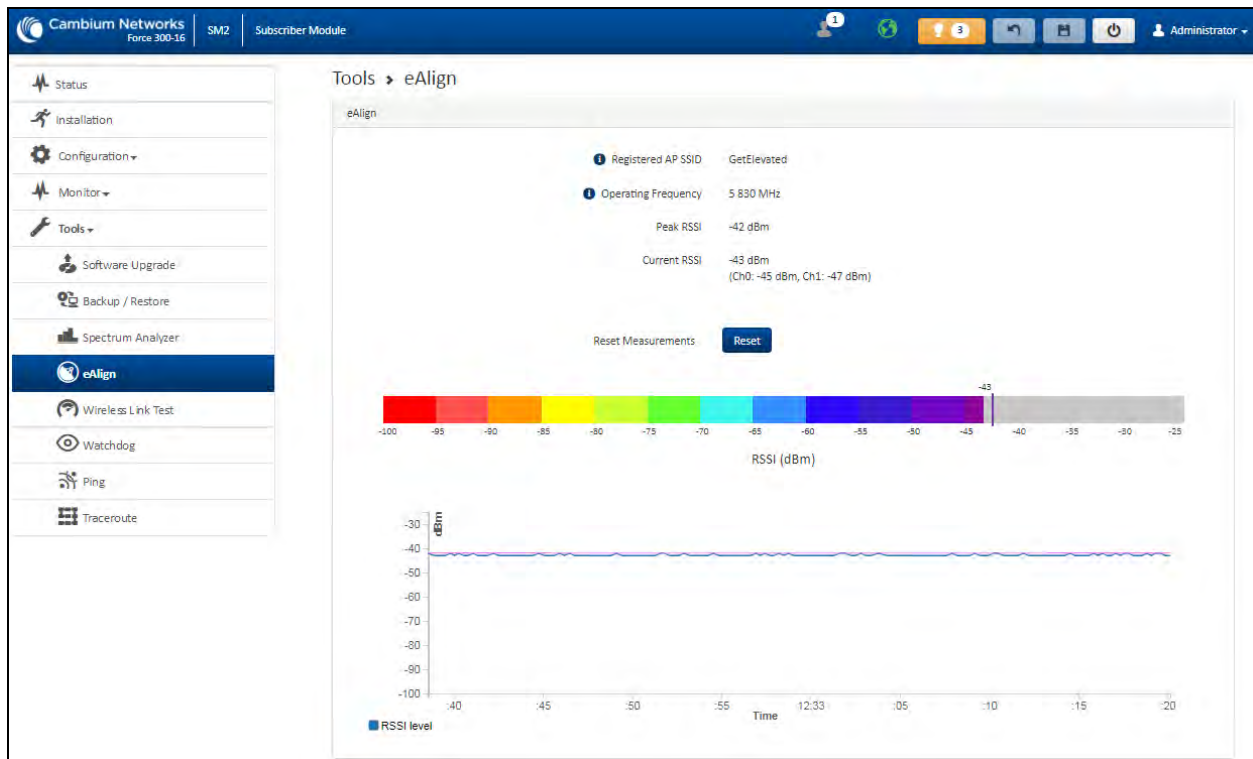 Cambium Networks
Force 300-16
SM2
Subscriber Module
1
3
Administrator
Status
Installation
Configuration
Monitor
Tools
Software Upgrade
Backup / Restore
Spectrum Analyzer
eAlign
Wireless Link Test
Watchdog
Ping
Traceroute
Tools > eAlign
eAlign
Registered AP SSID GetElevated
Operating Frequency 5 830 MHz
Peak RSSI -42 dBm
Current RSSI -43 dBm
(Ch0: -45 dBm, Ch1: -47 dBm)
Reset Measurements Reset
-43
-100 -95 -90 -85 -80 -75 -70 -65 -60 -55 -50 -45 -40 -35 -30 -25
RSSI (dBm)
dBm
-30
-40
-50
-60
-70
-80
-90
-100
:40 :45 :50 :55 12:33 :05 :10 :15 :20
Time
RSSI level